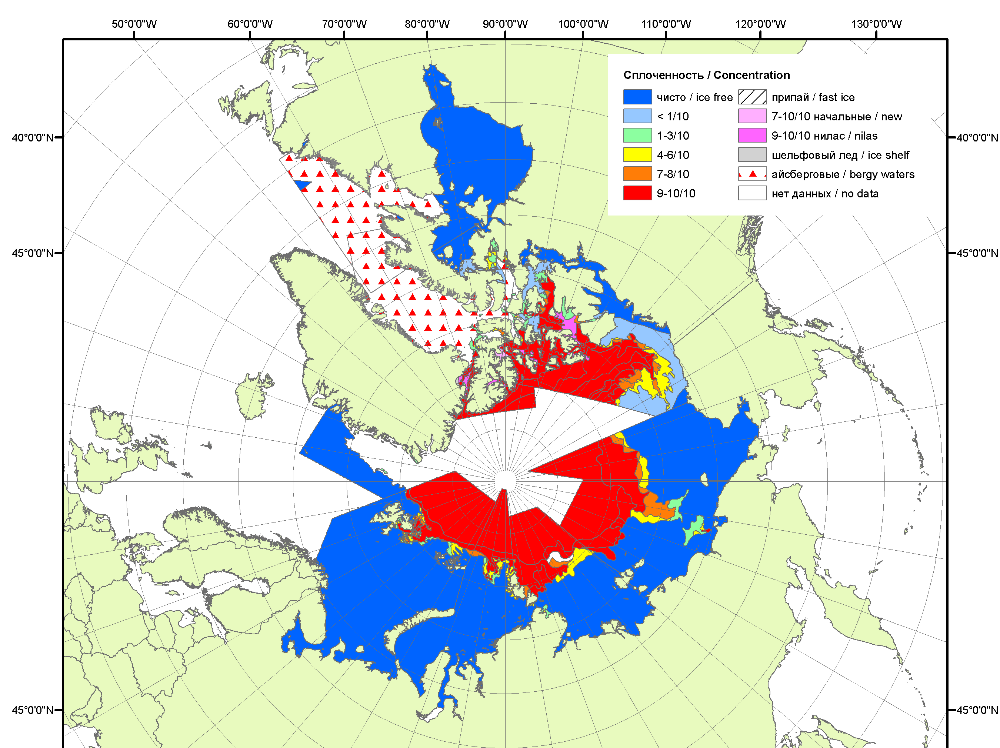 50°0'0"W 60°0'0"W 70°0'0"W 80°0'0"W 90°0'0"W 100°0'0"W 110°0'0"W 120°0'0"W 130°0'0"W
Сплоченность / Concentration
чисто / ice free
припай / fast ice
< 1/10
7-10/10 начальные / new
1-3/10
9-10/10 нилас / nilas
4-6/10
шельфовый лед / ice shelf
7-8/10
айсберговые / bergy waters
9-10/10
нет данных / no data
40°0'0"N
40°0'0"N
45°0'0"N
45°0'0"N
45°0'0"N
45°0'0"N